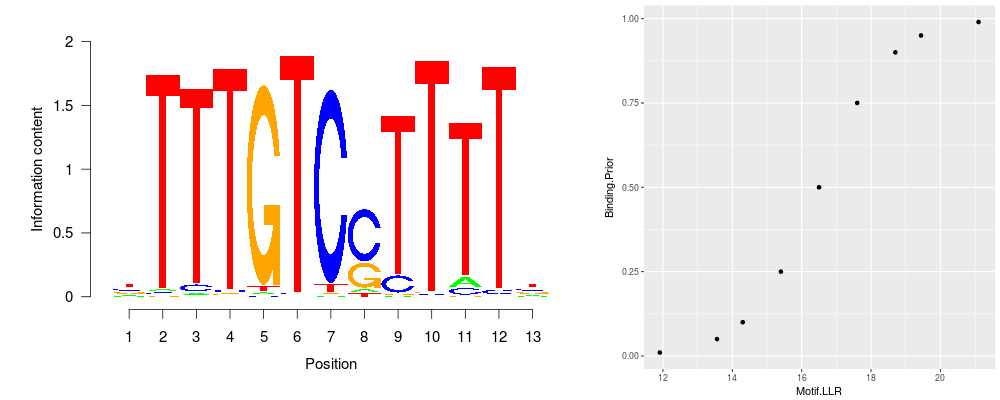 2
1.5
1
0.5
0
Information content
TTTGTCCTTTT
G C A
1 2 3 4 5 6 7 8 9 10 11 12 13
Position
1.00
0.75
0.50
0.25
0.00
Binding.Prior
12 14 16 18 20
Motif.LLR